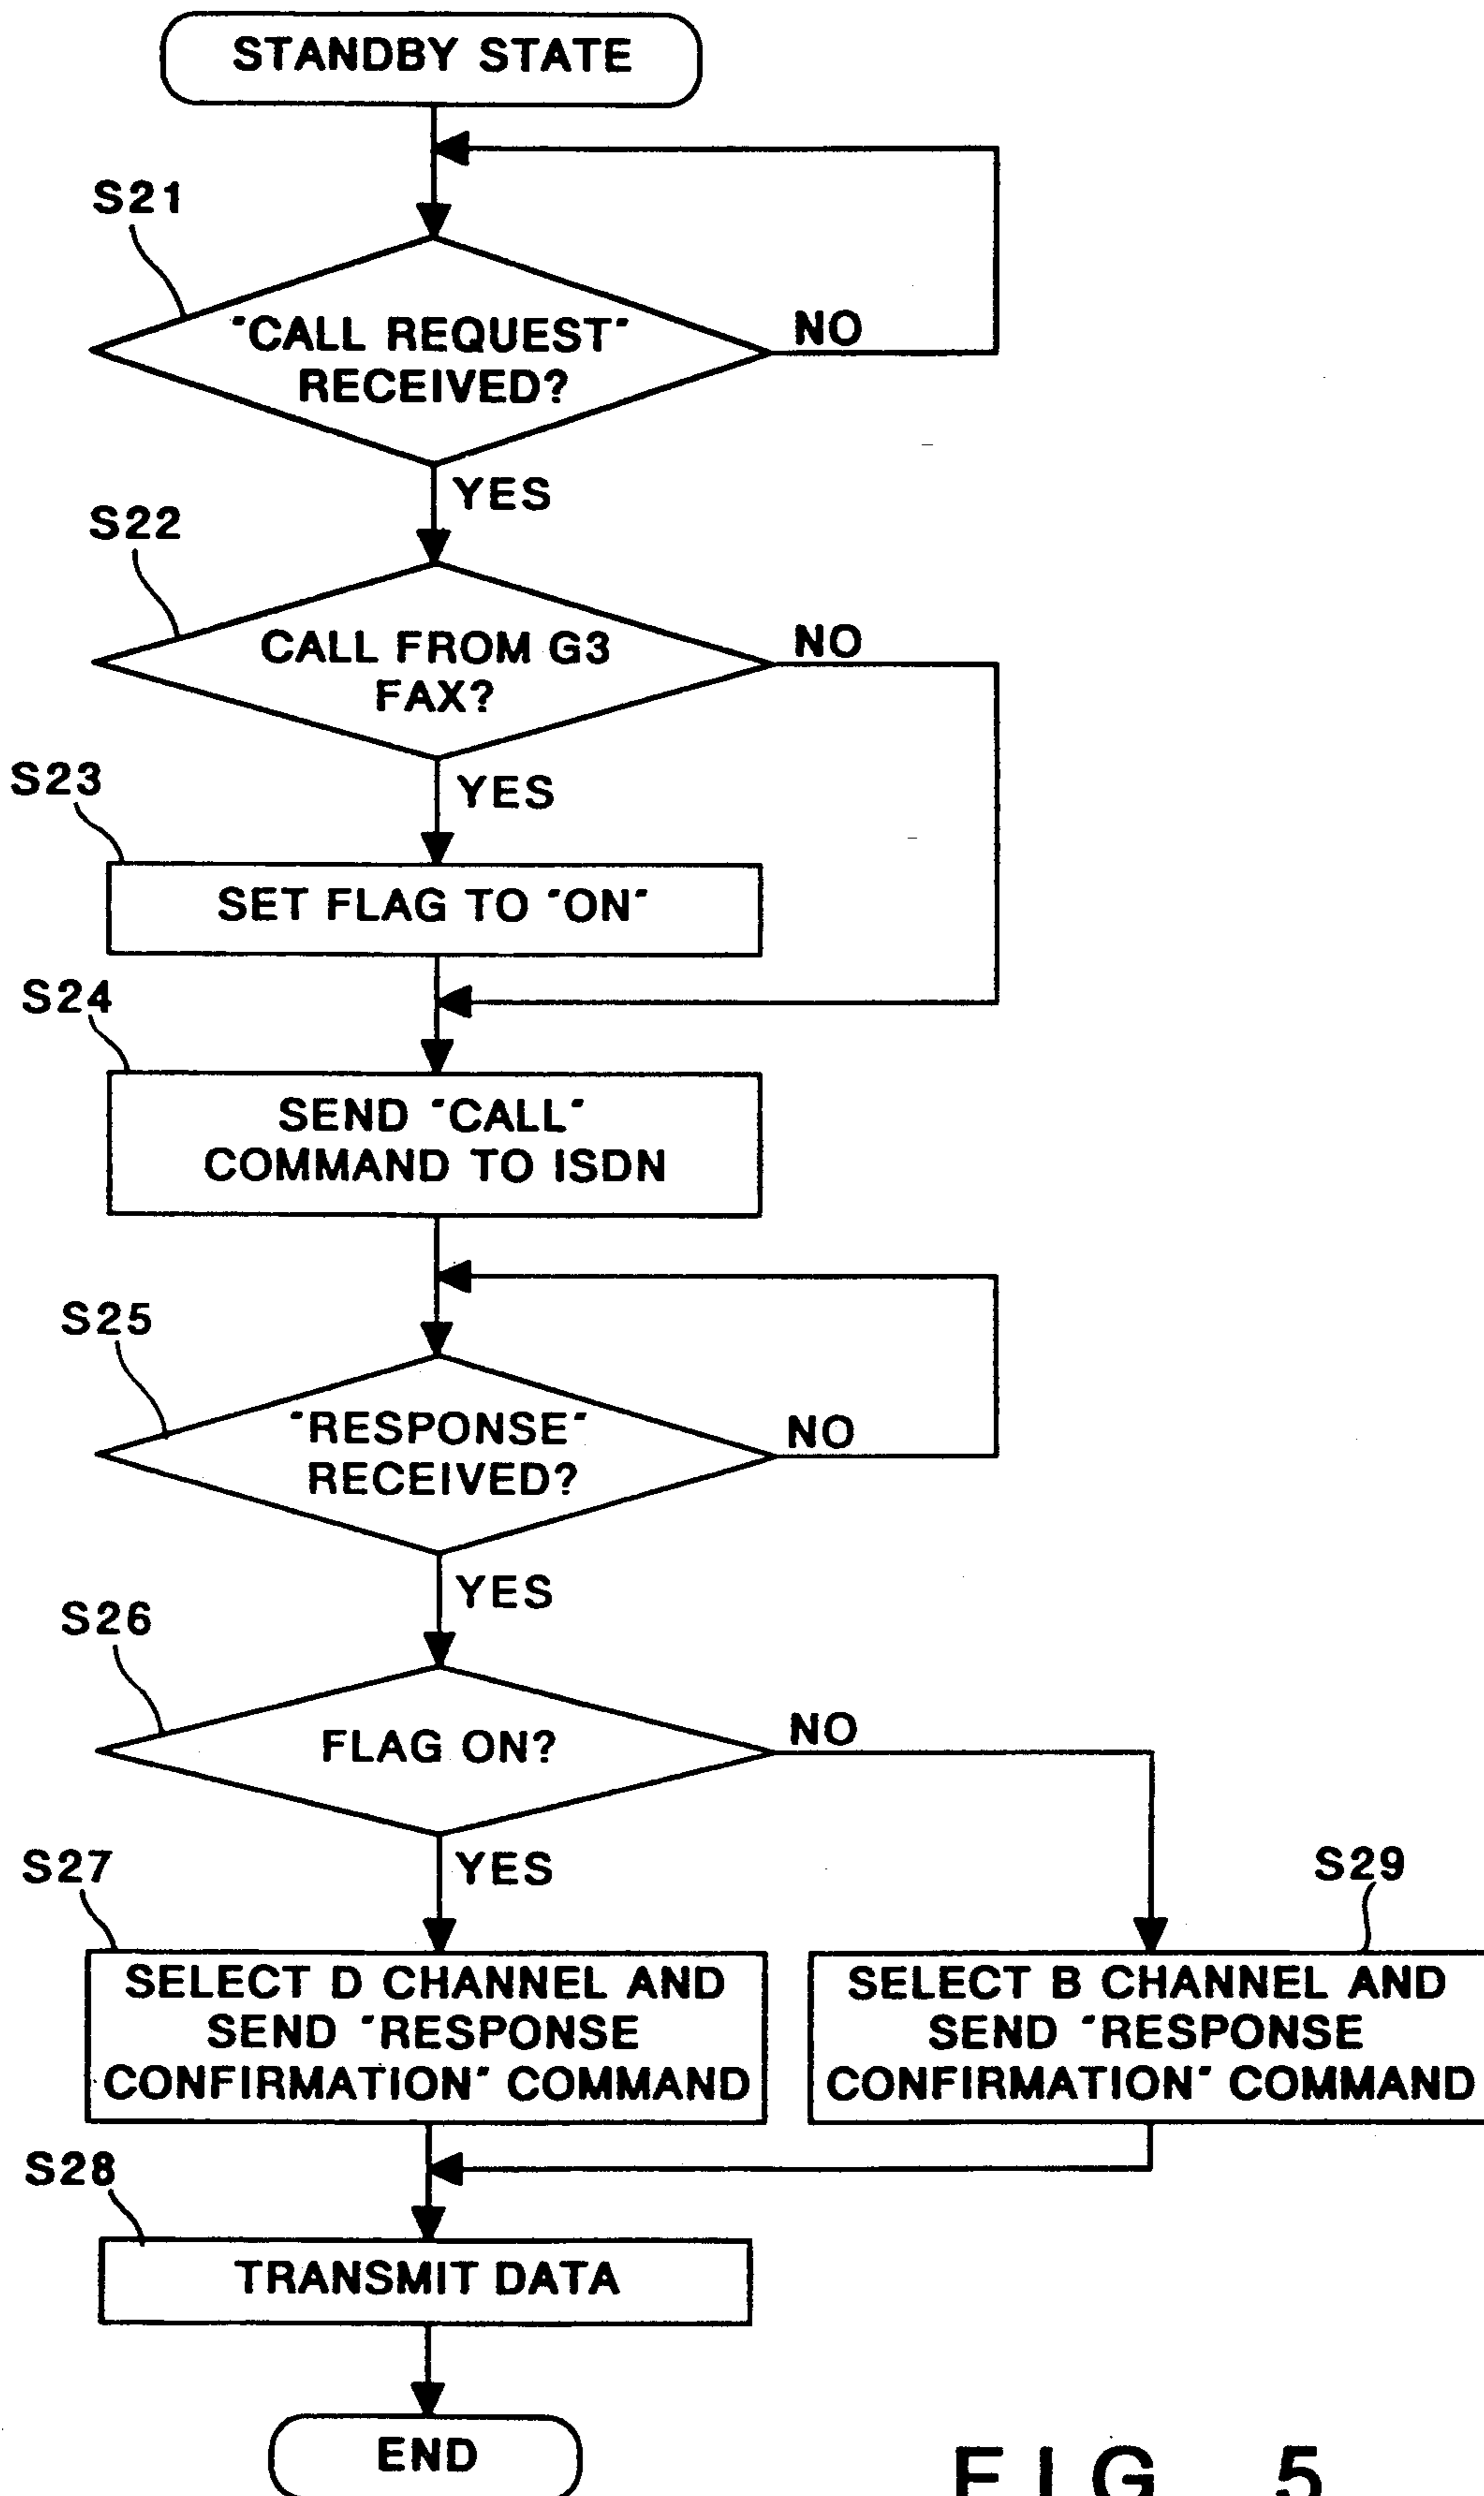 STANDBY STATE
S21
"CALL REQUEST"
RECEIVED?
NO
YES
S22
CALL FROM G3
FAX?
NO
YES
S23
SET FLAG TO "ON"
S24
SEND "CALL"
COMMAND TO ISDN
S25
"RESPONSE"
RECEIVED?
NO
YES
S26
FLAG ON?
NO
YES
S27
SELECT D CHANNEL AND
SEND "RESPONSE
CONFIRMATION" COMMAND
S29
SELECT B CHANNEL AND
SEND "RESPONSE
CONFIRMATION" COMMAND
S28
TRANSMIT DATA
END
FIG. 5